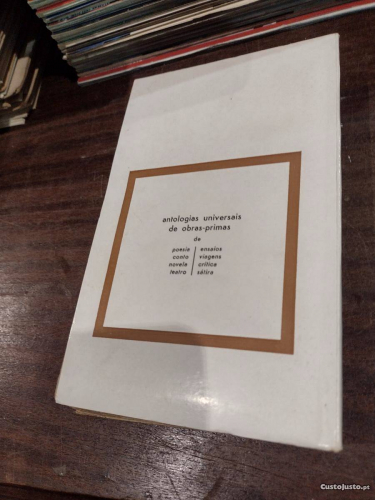 antologias universais
de obras-primas
de
poesia | ensaios
conto | viagens
novela | crítica
teatro | sátira
CustoJusto.pt